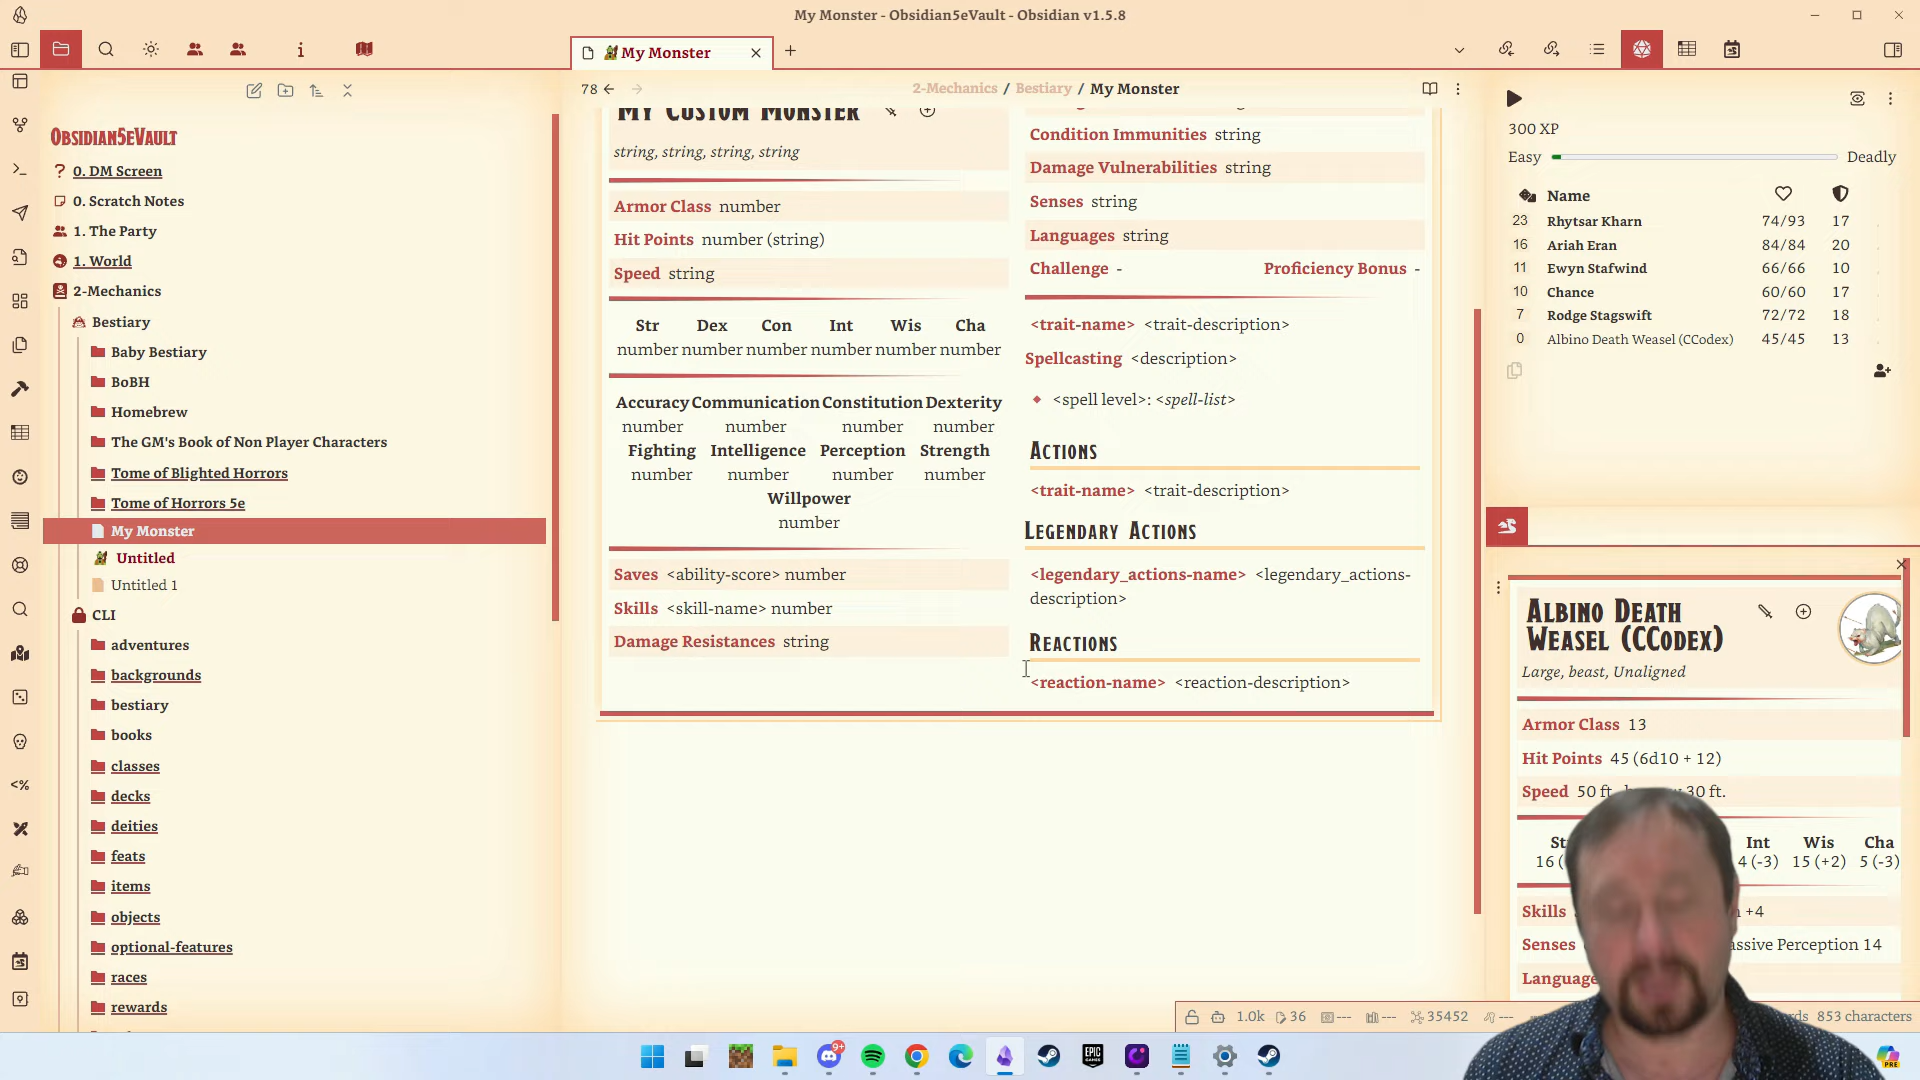 My Monster - Obsidian5eVault - Obsidian v1.5.8
My Monster
78
2-Mechanics / Bestiary / My Monster
Obsidian5eVault
0. DM Screen
0. Scratch Notes
1. The Party
1. World
2-Mechanics
Bestiary
Baby Bestiary
BoBH
Homebrew
The GM's Book of Non Player Characters
Tome of Blighted Horrors
Tome of Horrors 5e
My Monster
Untitled
Untitled 1
CLI
adventures
backgrounds
bestiary
books
classes
decks
deities
feats
items
objects
optional-features
races
rewards
My Custom Monster
string, string, string, string
Armor Class number
Hit Points number (string)
Speed string
Str Dex Con Int Wis Cha
number number number number number number
Accuracy Communication Constitution Dexterity
number number number number
Fighting Intelligence Perception Strength
number number number number
Willpower
number
Saves <ability-score> number
Skills <skill-name> number
Damage Resistances string
Condition Immunities string
Damage Vulnerabilities string
Senses string
Languages string
Challenge - Proficiency Bonus -
<trait-name> <trait-description>
Spellcasting <description>
<spell level>: <spell-list>
Actions
<trait-name> <trait-description>
Legendary Actions
<legendary_actions-name> <legendary_actions-
description>
Reactions
<reaction-name> <reaction-description>
300 XP
Easy Deadly
Name
23 Rhytsar Kharn 74/93 17
16 Ariah Eran 84/84 20
11 Ewyn Stafwind 66/66 10
10 Chance 60/60 17
7 Rodge Stagswift 72/72 18
0 Albino Death Weasel (CCodex) 45/45 13
Albino Death
Weasel (CCodex)
Large, beast, Unaligned
Armor Class 13
Hit Points 45 (6d10 + 12)
Speed 50 ft. 30 ft.
Int Wis Cha
16 4 (-3) 15 (+2) 5 (-3)
Skills +4
Senses Perception 14
1.0k 36 --- --- 35452 --- 853 characters
<%
9+
EPIC
GAMES
PRE